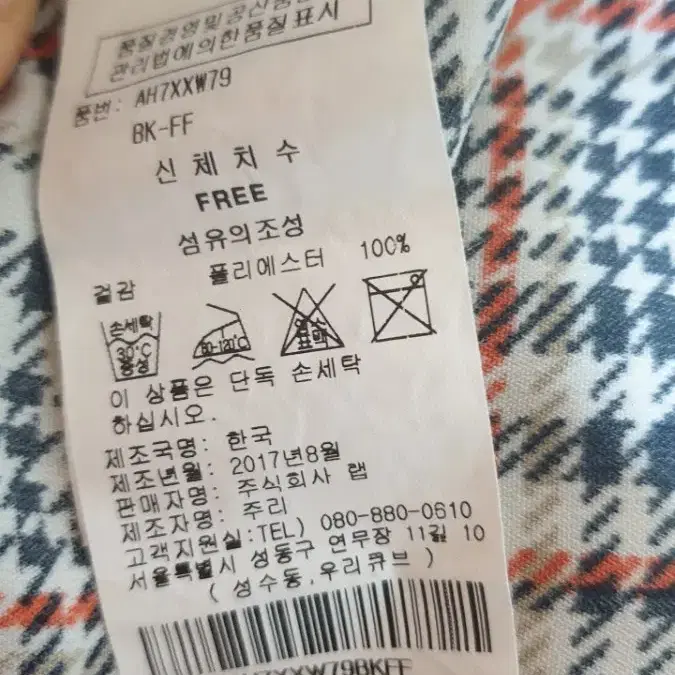 품질경영및공산품안전
관리법에의한품질표시
품번: AH7XXW79
BK-FF
신체치수
FREE
섬유의조성
겉감 폴리에스터 100%
손세탁
30℃
중성
80-120℃
표백
이 상품은 단독 손세탁
하십시오.
제조국명: 한국
제조년월: 2017년8월
판매자명: 주식회사 랩
제조자명: 주리
고객지원실:TEL) 080-880-0610
서울특별시 성동구 연무장 11길 10
( 성수동,우리큐브 )
AH7XXW79BKFF